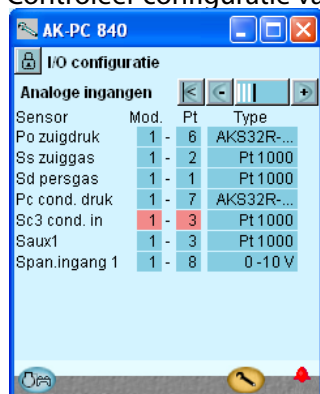 Controleer configuratie va
AK-PC 840
I/O configuratie
Analoge ingangen
Sensor Mod. Pt Type
Po zuigdruk 1 - 6 AKS32R-...
Ss zuiggas 1 - 2 Pt 1000
Sd persgas 1 - 1 Pt 1000
Pc cond. druk 1 - 7 AKS32R-...
Sc3 cond. in 1 - 3 Pt 1000
Saux1 1 - 3 Pt 1000
Span.ingang 1 1 - 8 0 -10 V